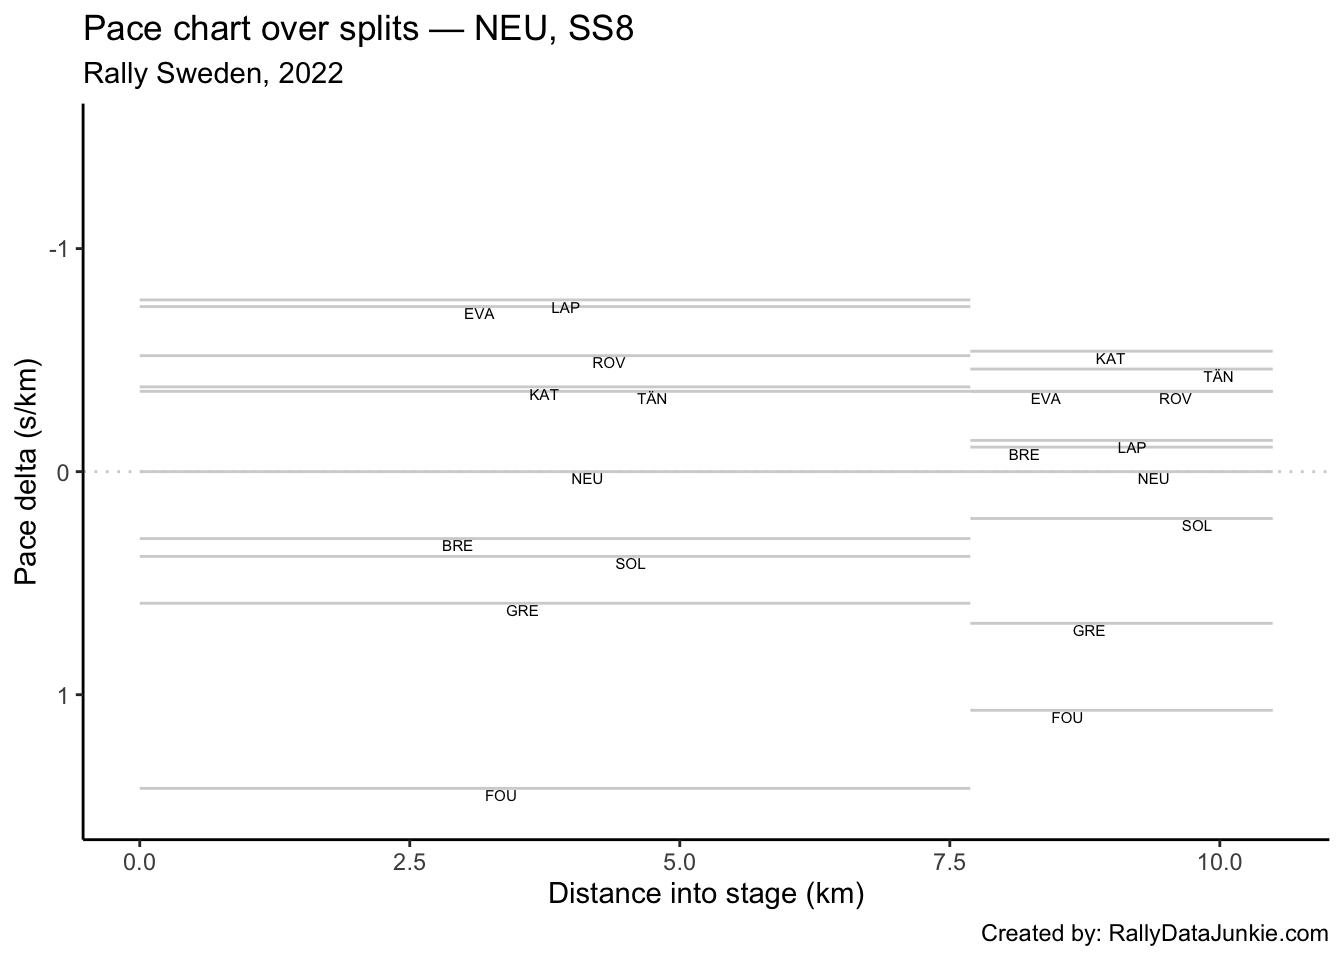 Pace chart over splits — NEU, SS8
Rally Sweden, 2022
Pace delta (s/km)
-1
0
1
EVA
LAP
ROV
KAT
TÄN
NEU
BRE
SOL
GRE
FOU
KAT
TÄN
EVA
ROV
BRE
LAP
NEU
SOL
GRE
FOU
0.0 2.5 5.0 7.5 10.0
Distance into stage (km)
Created by: RallyDataJunkie.com